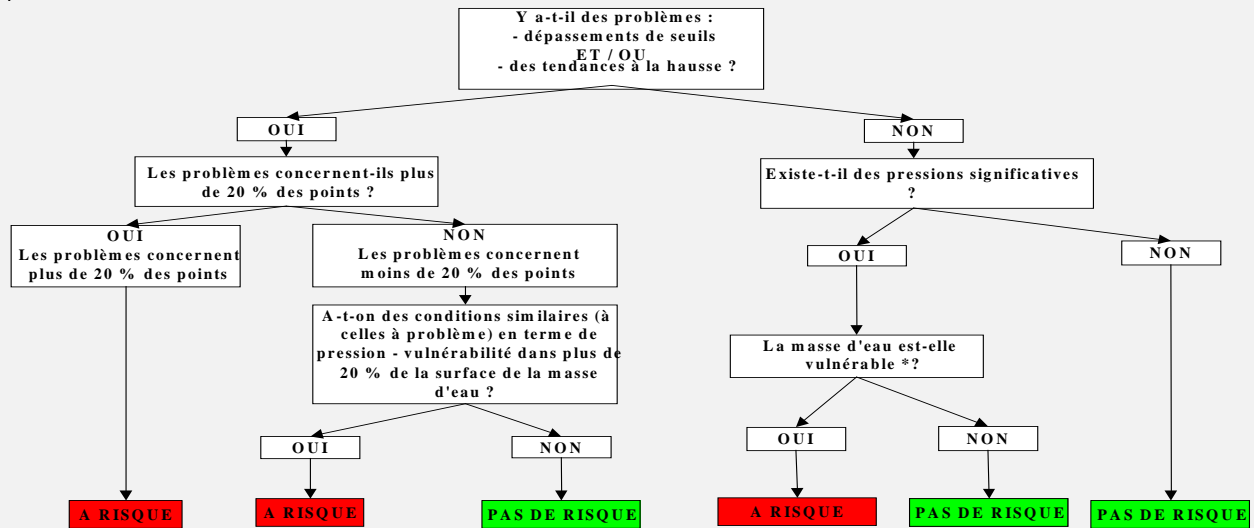 Y a-t-il des problèmes :
- dépassements de seuils
ET / OU
- des tendances à la hausse ?
OUI
NON
Les problèmes concernent-ils plus
de 20 % des points ?
Existe-t-il des pressions significatives
?
OUI
Les problèmes concernent
plus de 20 % des points
NON
Les problèmes concernent
moins de 20 % des points
OUI
NON
A-t-on des conditions similaires (à
celles à problème) en terme de
pression - vulnérabilité dans plus de
20 % de la surface de la masse
d'eau ?
La masse d'eau est-elle
vulnérable *?
OUI
NON
OUI
NON
A RISQUE
A RISQUE
PAS DE RISQUE
A RISQUE
PAS DE RISQUE
PAS DE RISQUE